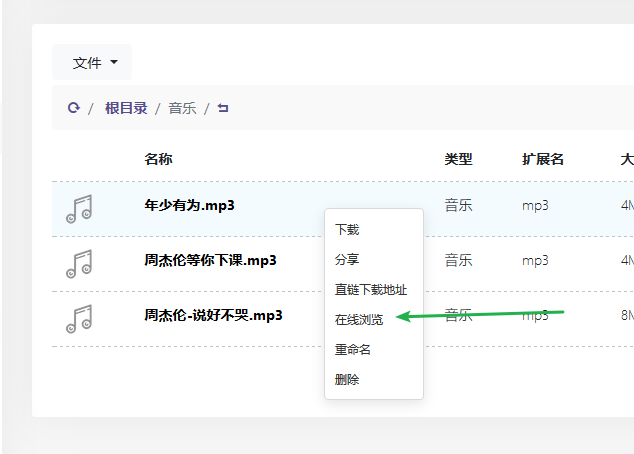 文件
/ 根目录 / 音乐 /
名称 类型 扩展名 大
年少有为.mp3 音乐 mp3 4M
周杰伦等你下课.mp3 音乐 mp3 4M
周杰伦-说好不哭.mp3 音乐 mp3 8M
下载
分享
直链下载地址
在线浏览
重命名
删除